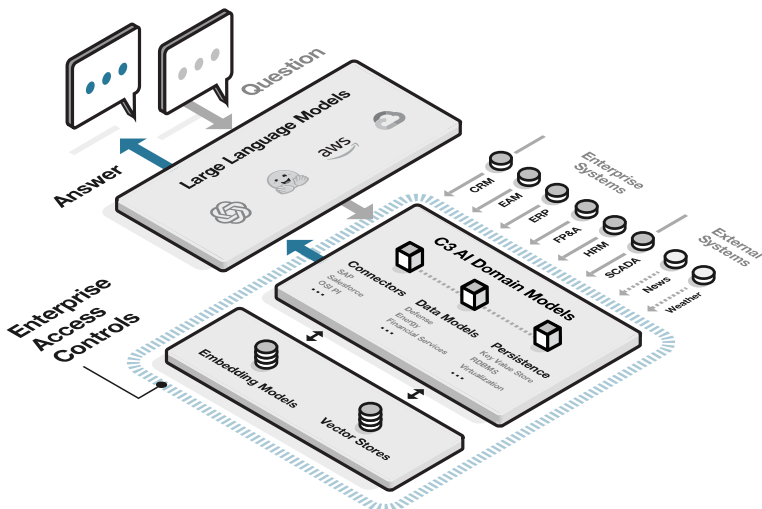 Question
Answer
Large Language Models
aws
Enterprise
Systems
CRM
EAM
ERP
FP&A
HRM
SCADA
External
Systems
News
Weather
C3 AI Domain Models
Connectors
SAP
Salesforce
OSI PI
Data Models
Defense
Energy
Financial Services
Persistence
Key Value Store
RDBMS
Virtualization
Enterprise
Access
Controls
Embedding Models
Vector Stores